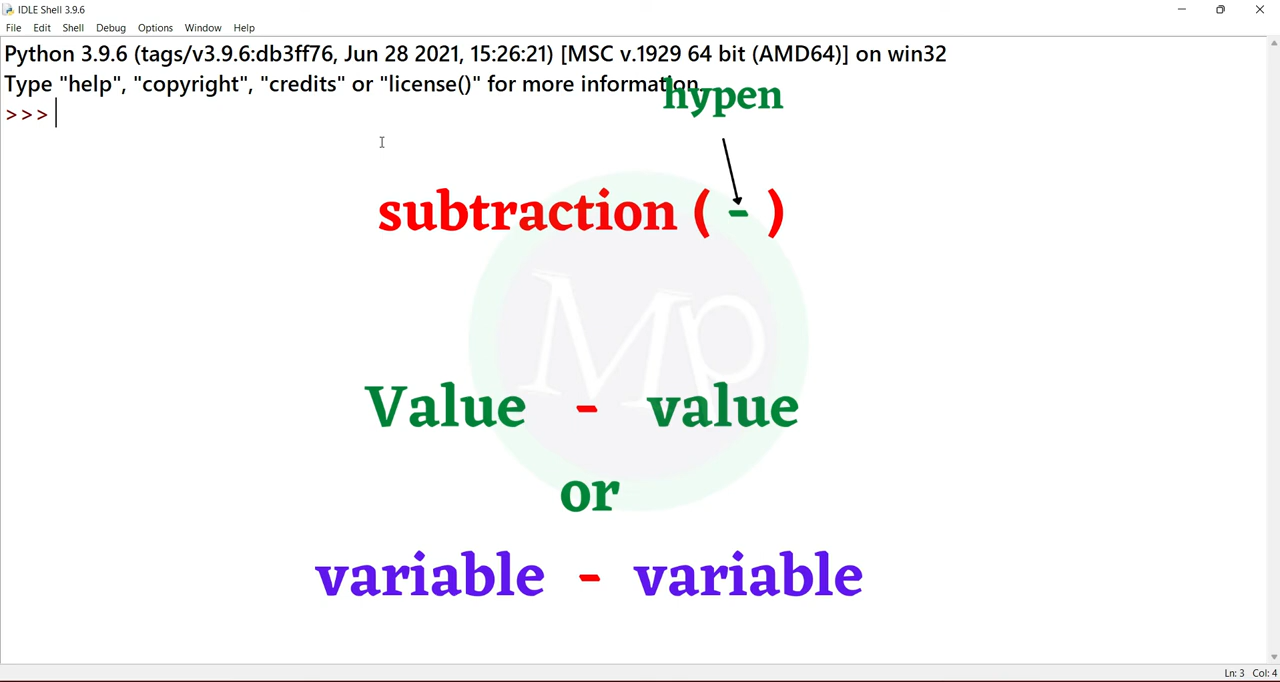 IDLE Shell 3.9.6
File Edit Shell Debug Options Window Help
Python 3.9.6 (tags/v3.9.6:db3ff76, Jun 28 2021, 15:26:21) [MSC v.1929 64 bit (AMD64)] on win32
Type "help", "copyright", "credits" or "license()" for more information.
>>>
hypen
subtraction ( - )
Mp
Value - value
or
variable - variable
Ln: 3 Col: 4